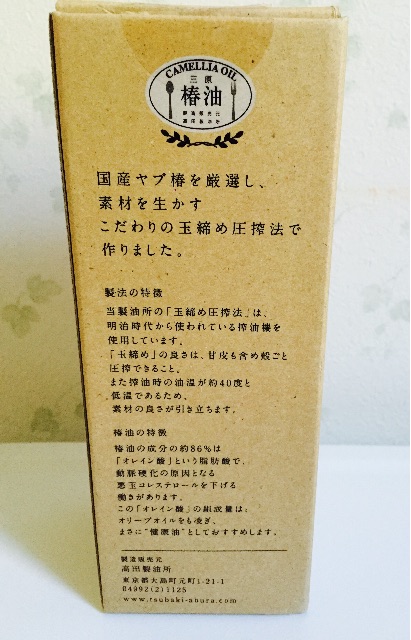 CAMELLIA OIL
三原
椿油
製造販売元
高田製油所
国産ヤブ椿を厳選し、
素材を生かす
こだわりの玉締め圧搾法で
作りました。
製法の特徴
当製油所の「玉締め圧搾法」は、
明治時代から使われている搾油機を
使用しています。
「玉締め」の良さは、甘皮も含め殻ごと
圧搾できること。
また搾油時の油温が約40度と
低温であるため、
素材の良さが引き立ちます。
椿油の特徴
椿油の成分の約86%は
「オレイン酸」という脂肪酸で、
動脈硬化の原因となる
悪玉コレステロールを下げる
働きがあります。
この「オレイン酸」の組成量は、
オリーブオイルをも凌ぎ、
まさに“健康油”としておすすめします。
製造販売元
高田製油所
東京都大島町元町1-21-1
04992(2)1125
www.tsubaki-abura.com